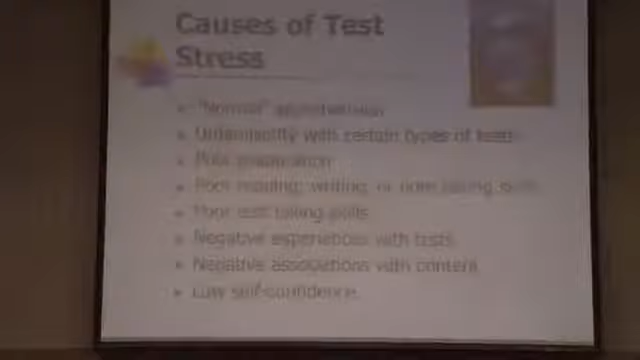 Causes of Test
Stress
"Normal" apprehension
Unfamiliarity with certain types of tests
Poor preparation
Poor reading, writing, or note taking skills
Poor test taking skills
Negative experiences with tests
Negative associations with content
Low self-confidence